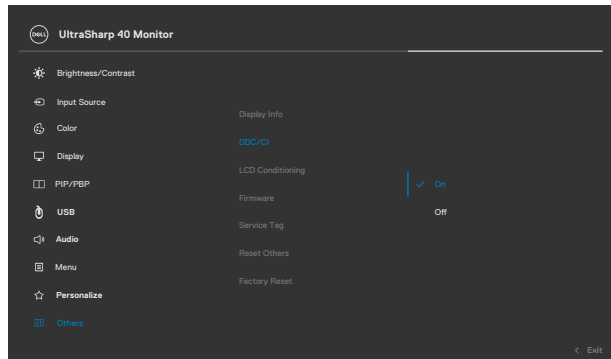 DELL UltraSharp 40 Monitor
Brightness/Contrast
Input Source
Color
Display
PIP/PBP
USB
Audio
Menu
Personalize
Others
Display Info
DDC/CI
LCD Conditioning
Firmware
Service Tag
Reset Others
Factory Reset
✓ On
Off
< Exit